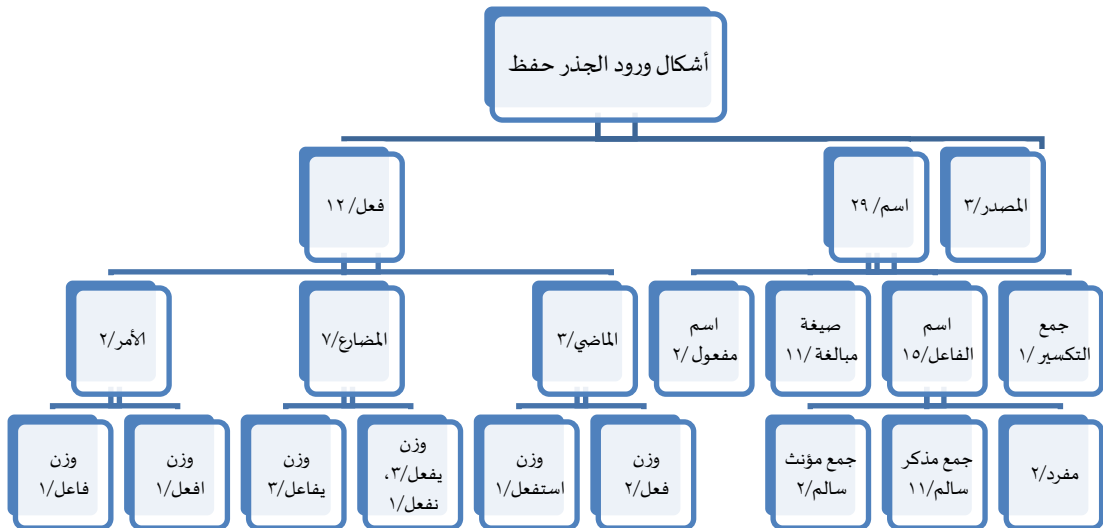 أشكال ورود الجذر حفظ
المصدر/٣
اسم/ ٢٩
فعل/ ١٢
جمع
التكسير /١
اسم
الفاعل/١٥
صيغة
مبالغة /١١
اسم
مفعول /٢
الماضي/٣
المضارع/٧
الأمر/٢
مفرد/٢
جمع مذكر
سالم/١١
جمع مؤنث
سالم/٢
وزن
فعل/٢
وزن
استفعل/١
وزن
يفعل/٣،
نفعل/١
وزن
يفاعل/٣
وزن
افعل/١
وزن
فاعل/١